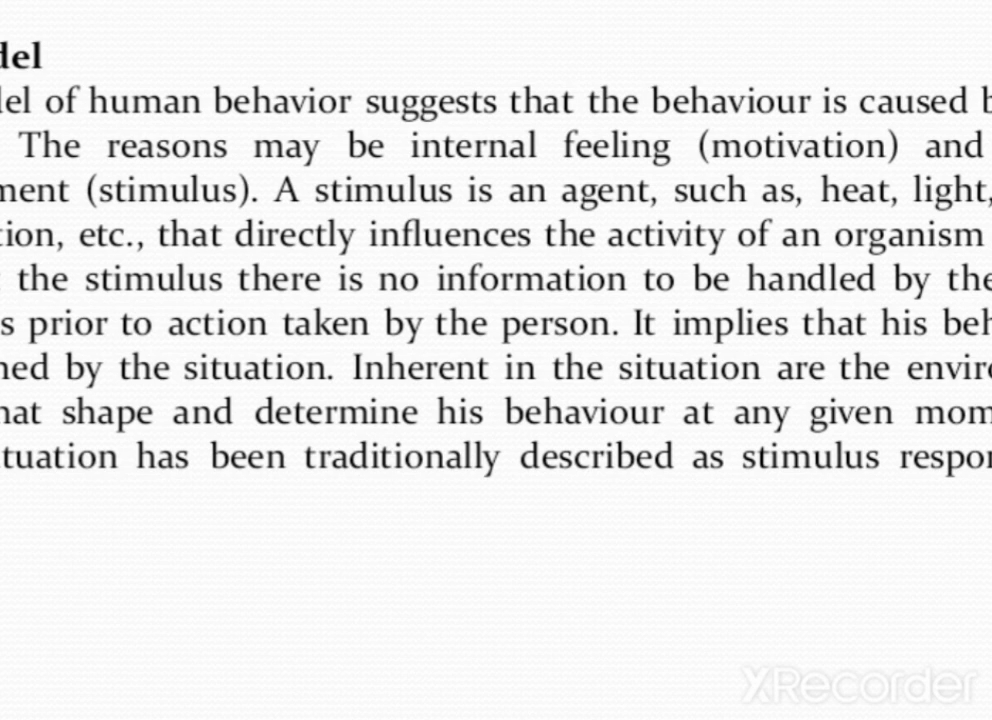 del
del of human behavior suggests that the behaviour is caused b
The reasons may be internal feeling (motivation) and
ment (stimulus). A stimulus is an agent, such as, heat, light,
tion, etc., that directly influences the activity of an organism
the stimulus there is no information to be handled by the
s prior to action taken by the person. It implies that his beh
ned by the situation. Inherent in the situation are the enviro
hat shape and determine his behaviour at any given mom
tuation has been traditionally described as stimulus respon
XRecorder